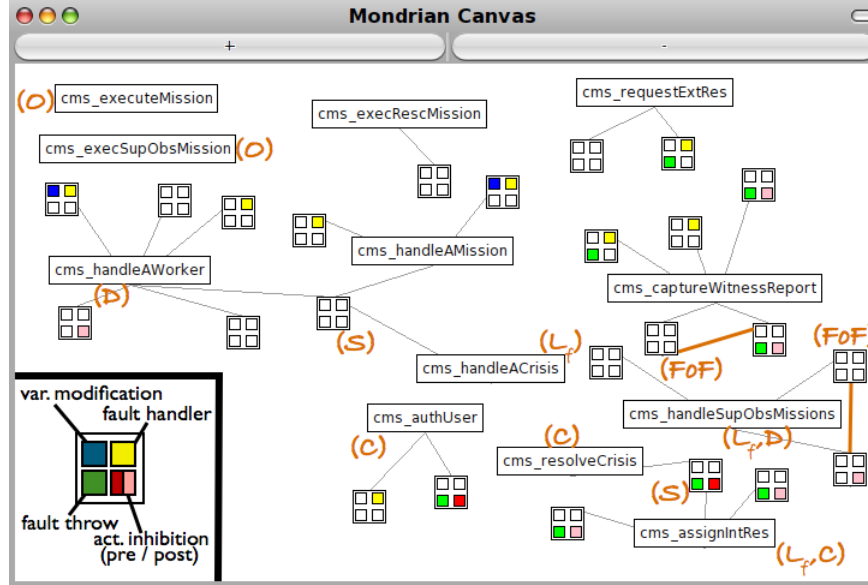 Mondrian Canvas
+ -
(O) cms_executeMission
cms_execSupObsMission (O)
cms_execRescMission
cms_requestExtRes
cms_handleAWorker
(D)
cms_handleAMission
cms_captureWitnessReport
(S)
(Lf)
(FoF)
(FoF)
cms_handleACrisis
cms_authUser
(C)
cms_handleSupObsMissions
(Lf,D)
(C)
cms_resolveCrisis
(S)
cms_assignIntRes
(Lf,C)
var. modification
fault handler
fault throw
act. inhibition
(pre / post)